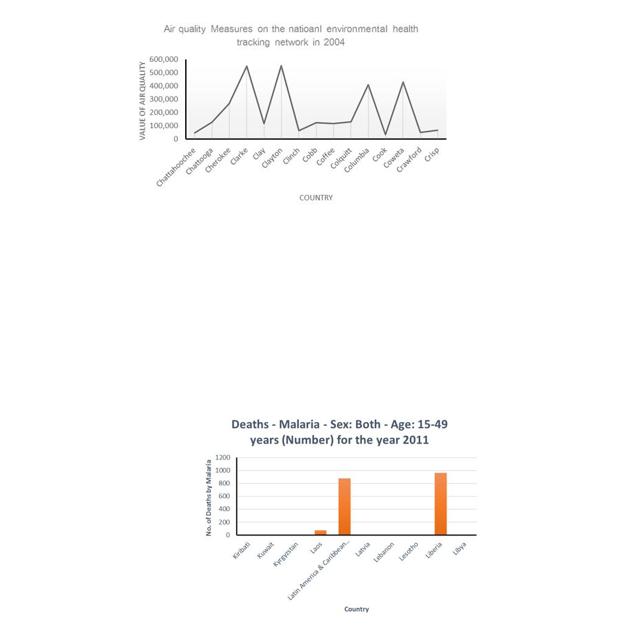 Air quality Measures on the natioanl environmental health
tracking network in 2004
VALUE OF AIR QUALITY
600,000
500,000
400,000
300,000
200,000
100,000
0
Chattahoochee
Chattooga
Cherokee
Clarke
Clay
Clayton
Clinch
Cobb
Coffee
Colquitt
Columbia
Cook
Coweta
Crawford
Crisp
COUNTRY
Deaths - Malaria - Sex: Both - Age: 15-49
years (Number) for the year 2011
No. of Deaths by Malaria
1200
1000
800
600
400
200
0
Kiribati
Kuwait
Kyrgyzstan
Laos
Latin America & Caribbean...
Latvia
Lebanon
Lesotho
Liberia
Libya
Country